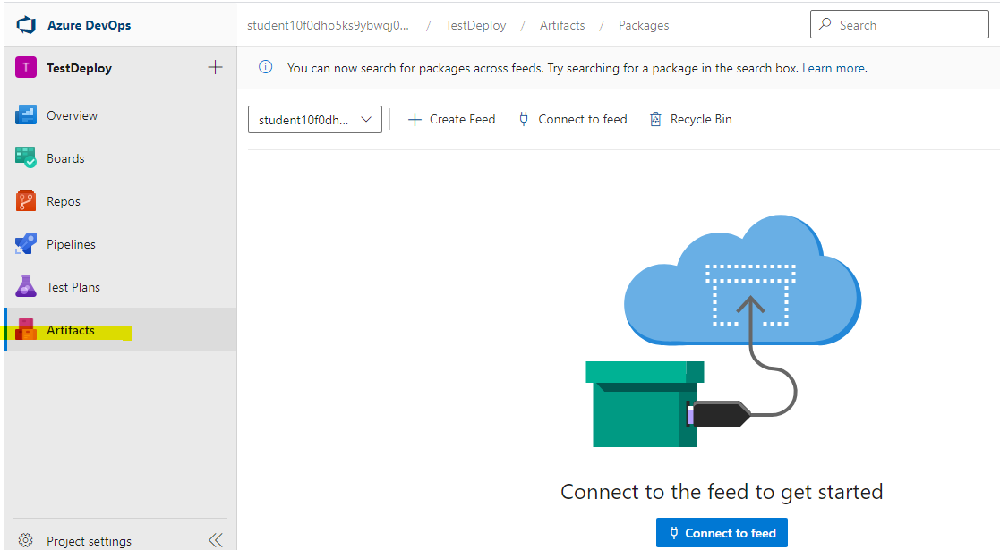 Azure DevOps
student10f0dho5ks9ybwqj0... / TestDeploy / Artifacts / Packages
Search
T TestDeploy
You can now search for packages across feeds. Try searching for a package in the search box. Learn more.
Overview
student10f0dh...
Create Feed
Connect to feed
Recycle Bin
Boards
Repos
Pipelines
Test Plans
Artifacts
Connect to the feed to get started
Connect to feed
Project settings